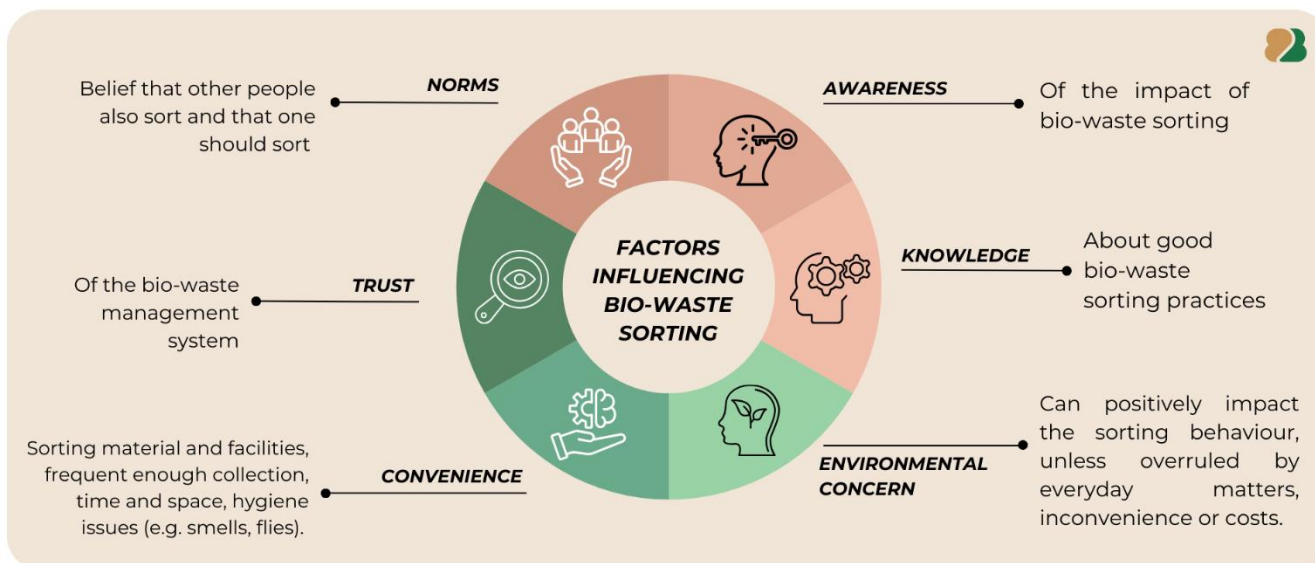 NORMS
Belief that other people
also sort and that one
should sort
AWARENESS
Of the impact of
bio-waste sorting
TRUST
Of the bio-waste
management
system
FACTORS
INFLUENCING
BIO-WASTE
SORTING
KNOWLEDGE
About good
bio-waste
sorting practices
CONVENIENCE
Sorting material and facilities,
frequent enough collection,
time and space, hygiene
issues (e.g. smells, flies).
ENVIRONMENTAL
CONCERN
Can positively impact
the sorting behaviour,
unless overruled by
everyday matters,
inconvenience or costs.